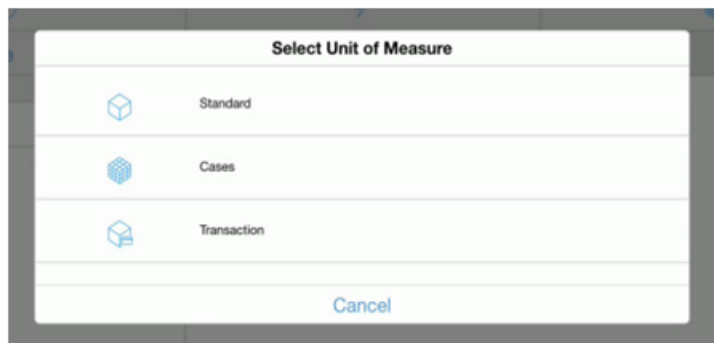 Select Unit of Measure
Standard
Cases
Transaction
Cancel